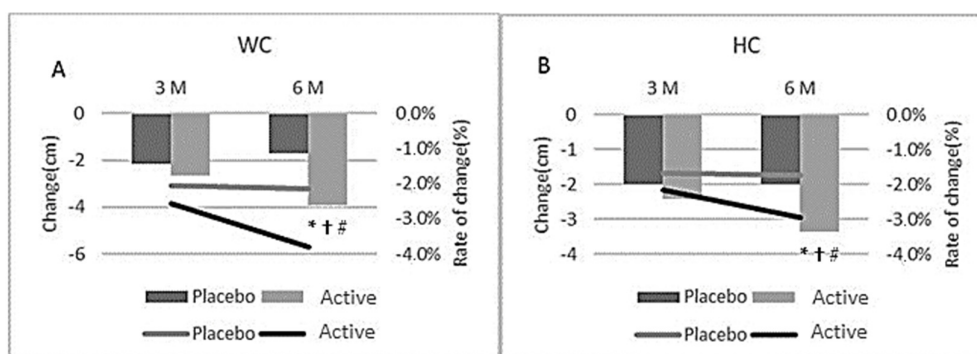 WC
A
3 M 6 M
0 0.0%
-1.0%
-2
-2.0%
-4
-3.0%
* † #
-6 -4.0%
Change(cm)
Rate of change(%)
Placebo Active
Placebo Active
HC
B
3 M 6 M
0 0.0%
-1 -1.0%
-2 -2.0%
-3 -3.0%
* † #
-4 -4.0%
Change(cm)
Rate of change(%)
Placebo Active
Placebo Active